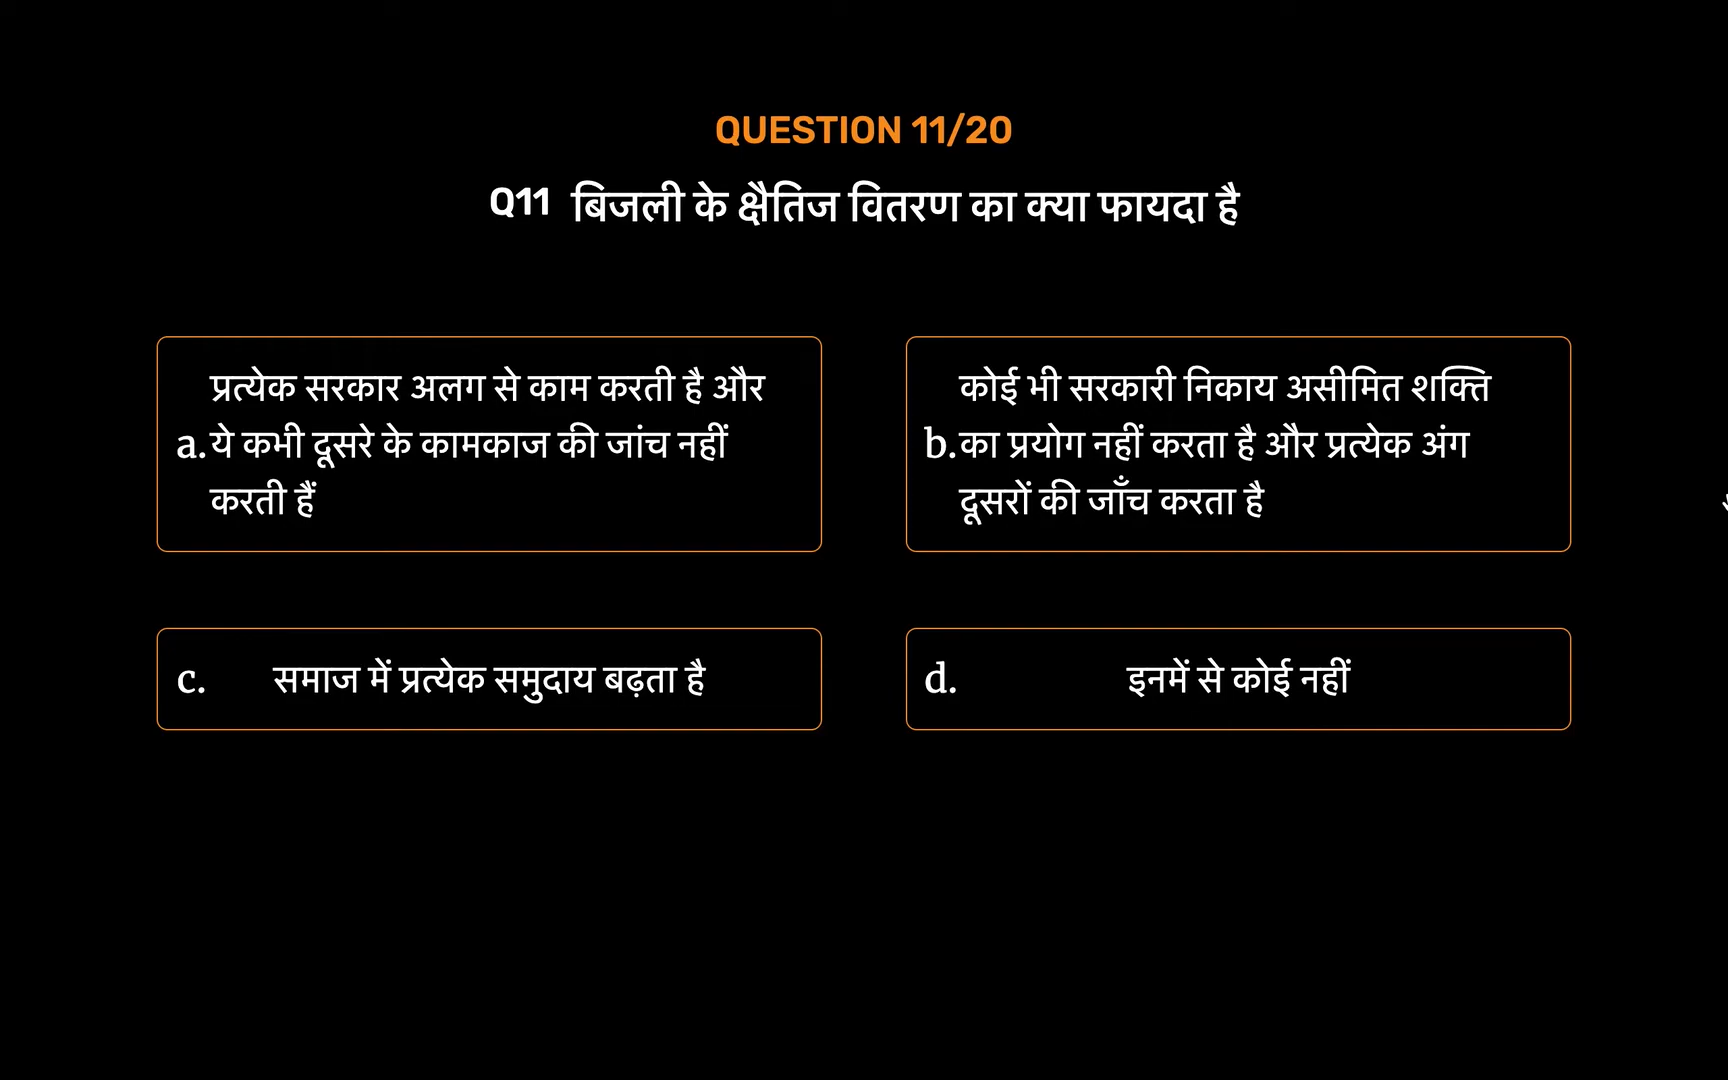 QUESTION 11/20
Q11 बिजली के क्षैतिज वितरण का क्या फायदा है
प्रत्येक सरकार अलग से काम करती है और
a. ये कभी दूसरे के कामकाज की जांच नहीं
करती हैं
कोई भी सरकारी निकाय असीमित शक्ति
b. का प्रयोग नहीं करता है और प्रत्येक अंग
दूसरों की जाँच करता है
c. समाज में प्रत्येक समुदाय बढ़ता है
d. इनमें से कोई नहीं